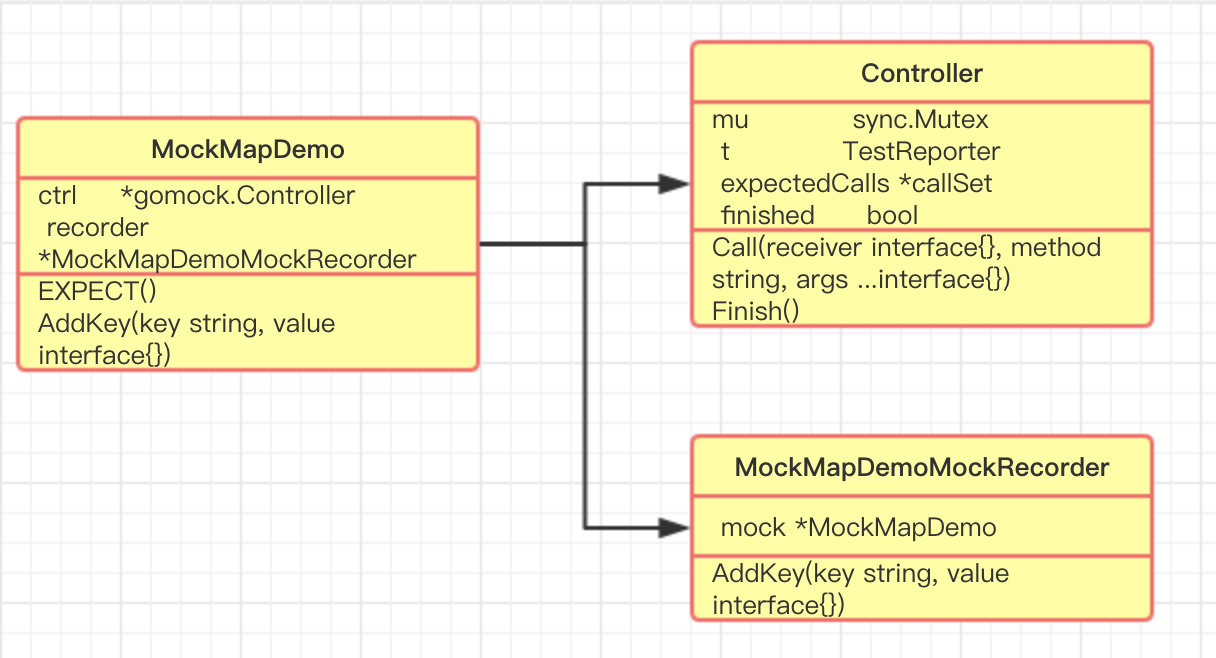 MockMapDemo
ctrl *gomock.Controller
recorder
*MockMapDemoMockRecorder
EXPECT()
AddKey(key string, value
interface{})
Controller
mu sync.Mutex
t TestReporter
expectedCalls *callSet
finished bool
Call(receiver interface{}, method
string, args ...interface{})
Finish()
MockMapDemoMockRecorder
mock *MockMapDemo
AddKey(key string, value
interface{})